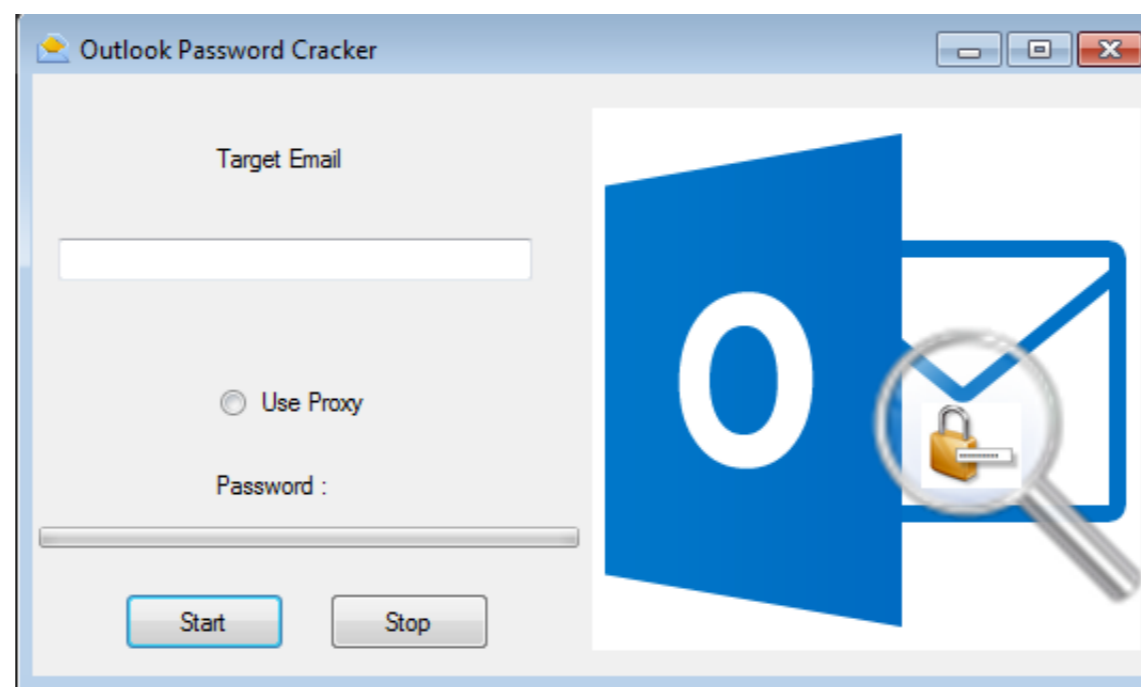 Outlook Password Cracker
Target Email
Use Proxy
Password :
Start
Stop
O